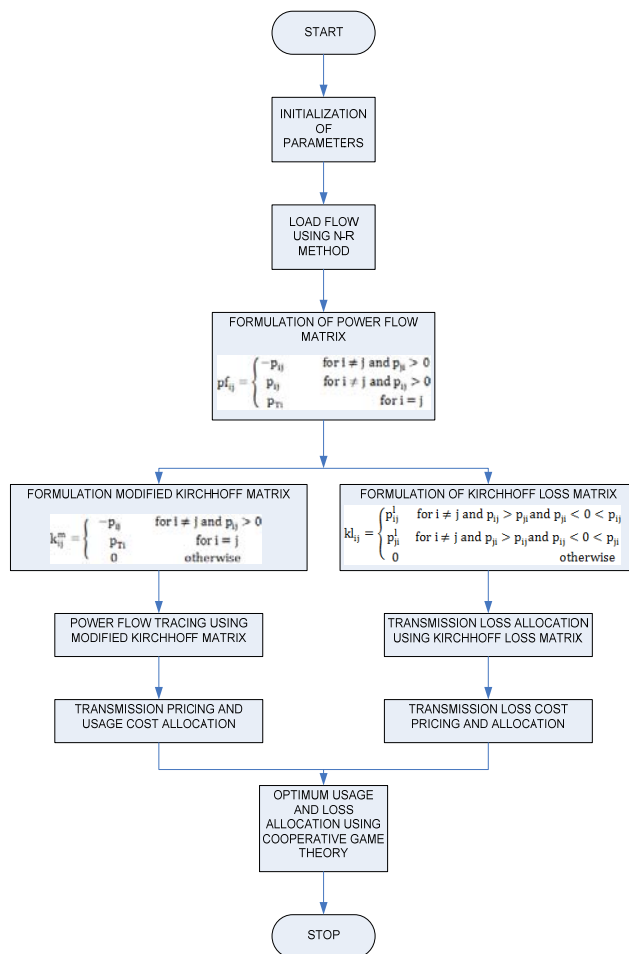 START
INITIALIZATION
OF
PARAMETERS
LOAD FLOW
USING N-R
METHOD
FORMULATION OF POWER FLOW
MATRIX
pf_ij = { -p_ij for i ≠ j and p_ji > 0
p_ij for i ≠ j and p_ij > 0
p_Ti for i = j
FORMULATION MODIFIED KIRCHHOFF MATRIX
k^m_ij = { -p_ij for i ≠ j and p_ij > 0
p_Ti for i = j
0 otherwise
FORMULATION OF KIRCHHOFF LOSS MATRIX
kl_ij = { p^l_ij for i ≠ j and p_ij > p_ji and p_ji < 0 < p_ij
p^l_ji for i ≠ j and p_ji > p_ij and p_ij < 0 < p_ji
0 otherwise
POWER FLOW TRACING USING
MODIFIED KIRCHHOFF MATRIX
TRANSMISSION LOSS ALLOCATION
USING KIRCHHOFF LOSS MATRIX
TRANSMISSION PRICING AND
USAGE COST ALLOCATION
TRANSMISSION LOSS COST
PRICING AND ALLOCATION
OPTIMUM USAGE
AND LOSS
ALLOCATION USING
COOPERATIVE GAME
THEORY
STOP